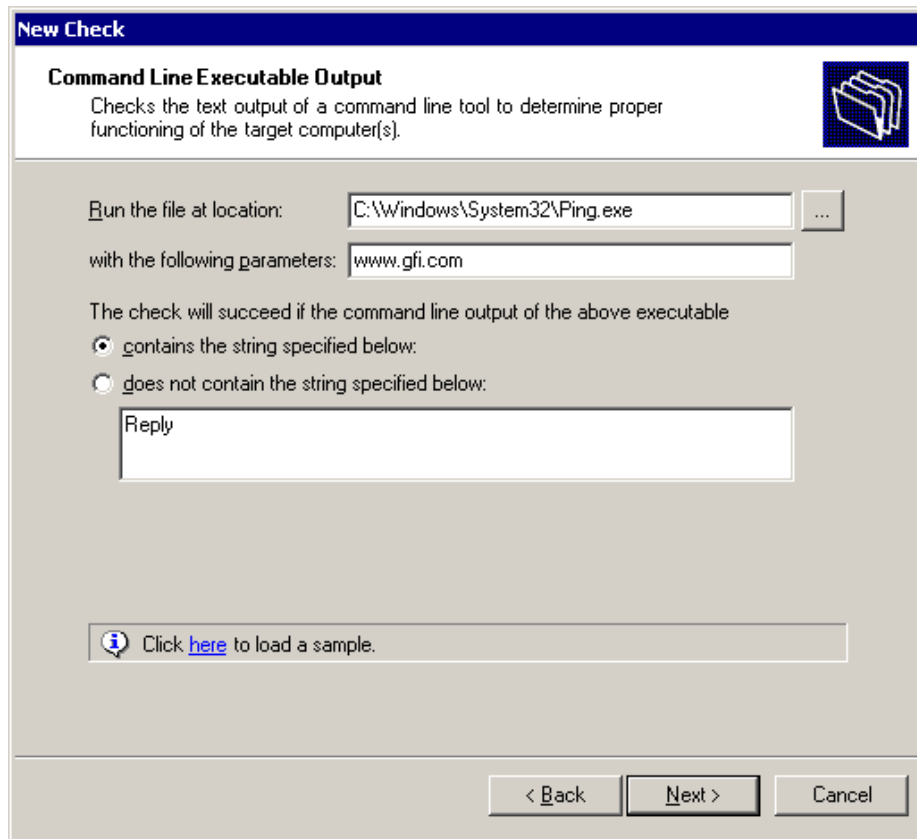 New Check
Command Line Executable Output
Checks the text output of a command line tool to determine proper
functioning of the target computer(s).
Run the file at location:
C:\Windows\System32\Ping.exe
...
with the following parameters:
www.gfi.com
The check will succeed if the command line output of the above executable
contains the string specified below:
does not contain the string specified below:
Reply
Click here to load a sample.
< Back
Next >
Cancel